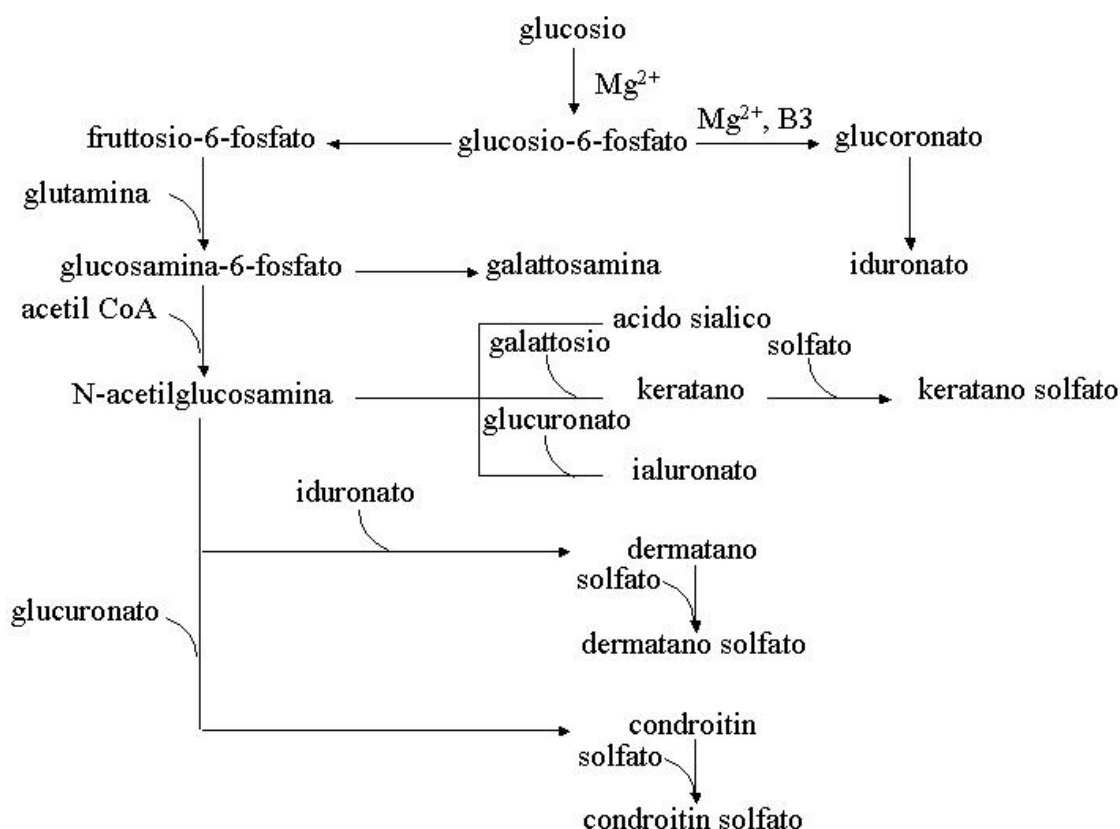 glucosio
Mg²⁺
fruttosio-6-fosfato
glucosio-6-fosfato
Mg²⁺, B3
glucoronato
glutamina
glucosamina-6-fosfato
galattosamina
iduronato
acetil CoA
acido sialico
galattosio
solfato
N-acetilglucosamina
keratano
keratano solfato
glucuronato
ialuronato
iduronato
dermatano
solfato
glucuronato
dermatano solfato
condroitin
solfato
condroitin solfato